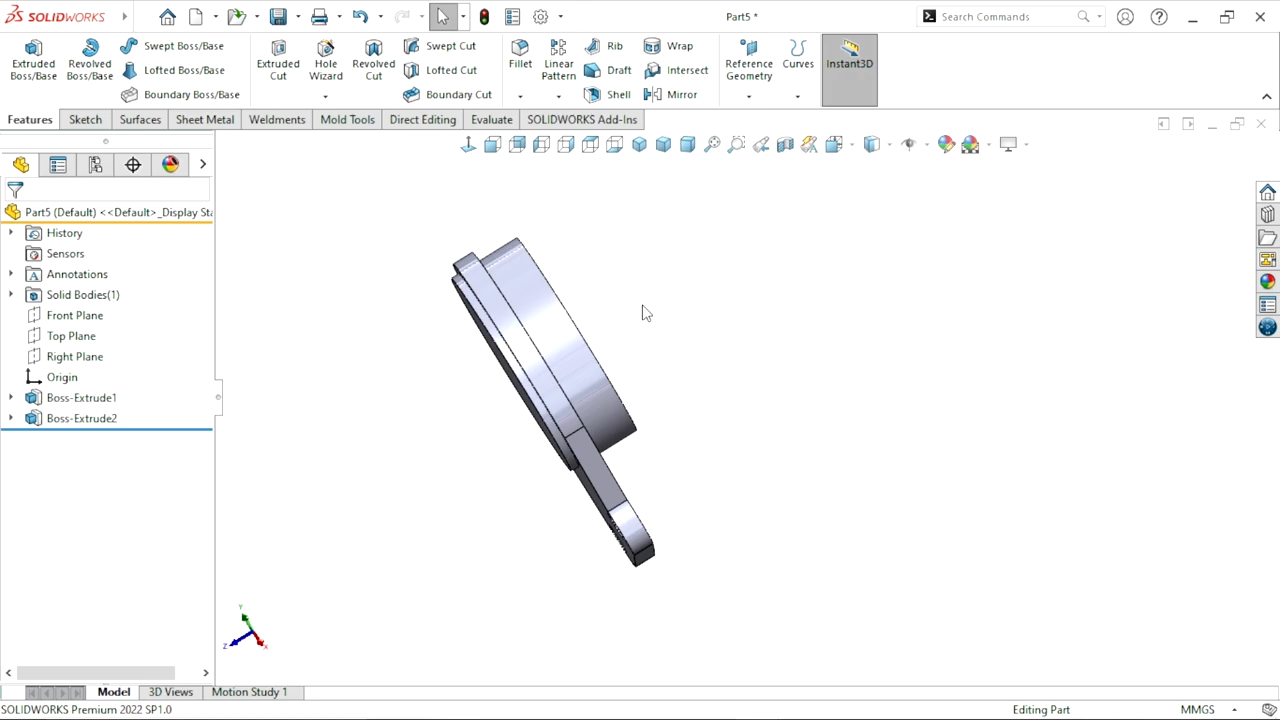 SOLIDWORKS
Part5 *
Search Commands
Extruded Boss/Base
Revolved Boss/Base
Swept Boss/Base
Lofted Boss/Base
Boundary Boss/Base
Extruded Cut
Hole Wizard
Revolved Cut
Swept Cut
Lofted Cut
Boundary Cut
Fillet
Linear Pattern
Rib
Draft
Shell
Wrap
Intersect
Mirror
Reference Geometry
Curves
Instant3D
Features
Sketch
Surfaces
Sheet Metal
Weldments
Mold Tools
Direct Editing
Evaluate
SOLIDWORKS Add-Ins
Part5 (Default) <<Default>_Display Sta
History
Sensors
Annotations
Solid Bodies(1)
Front Plane
Top Plane
Right Plane
Origin
Boss-Extrude1
Boss-Extrude2
Y
Z
X
Model
3D Views
Motion Study 1
SOLIDWORKS Premium 2022 SP1.0
Editing Part
MMGS